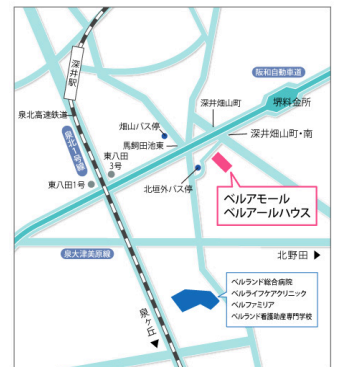 深井駅
阪和自動車道
堺料金所
深井畑山町
泉北高速鉄道
畑山バス停
深井畑山町・南
馬飼田池東
泉北1号線
東八田
3号
東八田1号
北垣外バス停
ベルアモール
ベルアールハウス
泉大津美原線
北野田 ▶
ベルランド総合病院
ベルライフケアクリニック
ベルファミリア
ベルランド看護助産専門学校
泉ヶ丘
▼